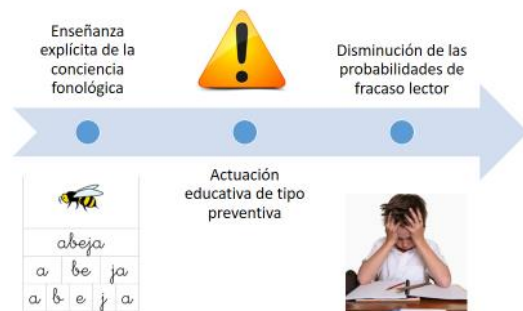 Enseñanza
explícita de la
conciencia
fonológica
Disminución de las
probabilidades de
fracaso lector
Actuación
educativa de tipo
preventiva
abeja
a be ja
a b e j a